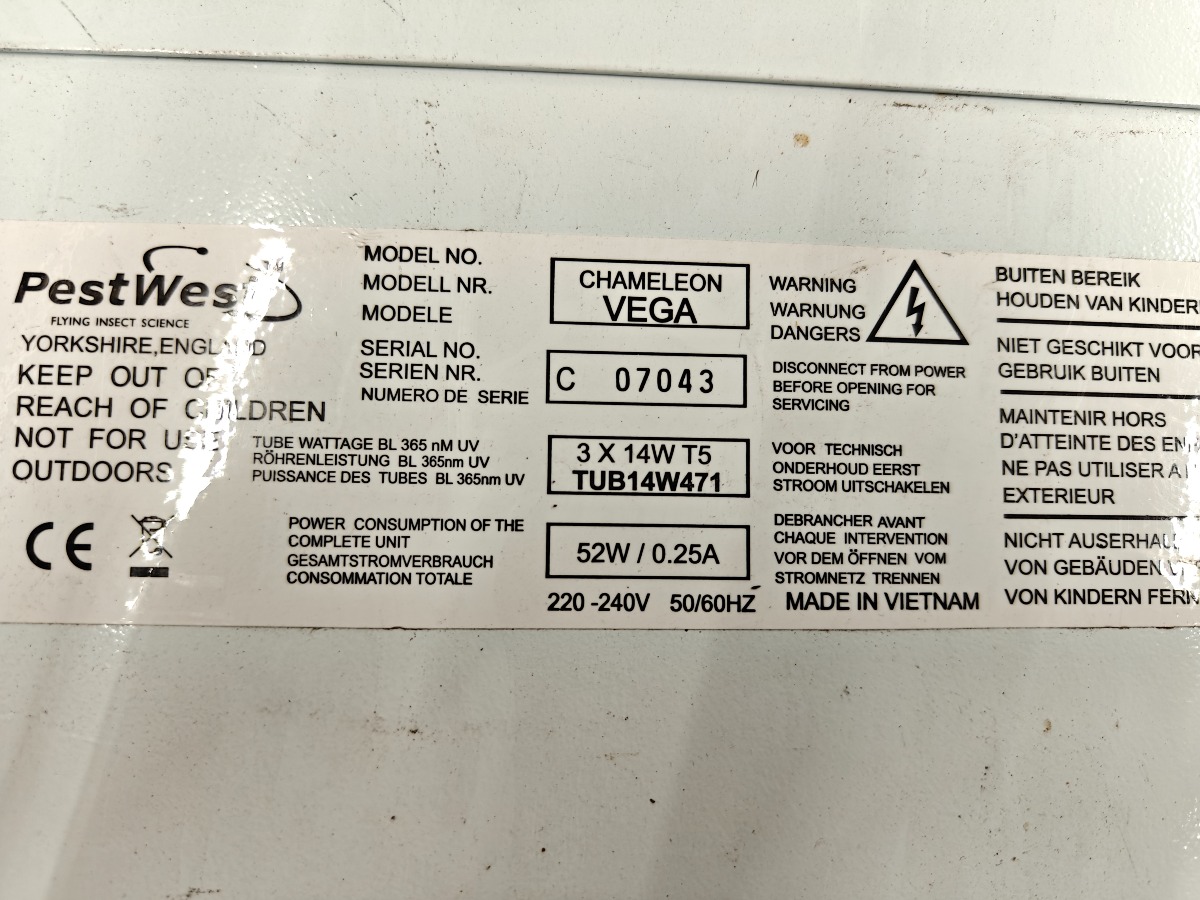 PestWest
FLYING INSECT SCIENCE
YORKSHIRE, ENGLAND
KEEP OUT OF
REACH OF CHILDREN
NOT FOR USE
OUTDOORS
CE
MODEL NO.
MODELL NR.
MODELE
CHAMELEON
VEGA
SERIAL NO.
SERIEN NR.
NUMERO DE SERIE
C 07043
TUBE WATTAGE BL 365 nM UV
RÖHRENLEISTUNG BL 365nm UV
PUISSANCE DES TUBES BL 365nm UV
3 X 14W T5
TUB14W471
POWER CONSUMPTION OF THE
COMPLETE UNIT
GESAMTSTROMVERBRAUCH
CONSOMMATION TOTALE
52W / 0.25A
220 -240V 50/60HZ
WARNING
WARNUNG
DANGERS
DISCONNECT FROM POWER
BEFORE OPENING FOR
SERVICING
VOOR TECHNISCH
ONDERHOUD EERST
STROOM UITSCHAKELEN
DEBRANCHER AVANT
CHAQUE INTERVENTION
VOR DEM ÖFFNEN VOM
STROMNETZ TRENNEN
MADE IN VIETNAM
BUITEN BEREIK
HOUDEN VAN KINDER
NIET GESCHIKT VOOR
GEBRUIK BUITEN
MAINTENIR HORS
D'ATTEINTE DES EN
NE PAS UTILISER A
EXTERIEUR
NICHT AUSERHA
VON GEBÄUDEN
VON KINDERN FERN